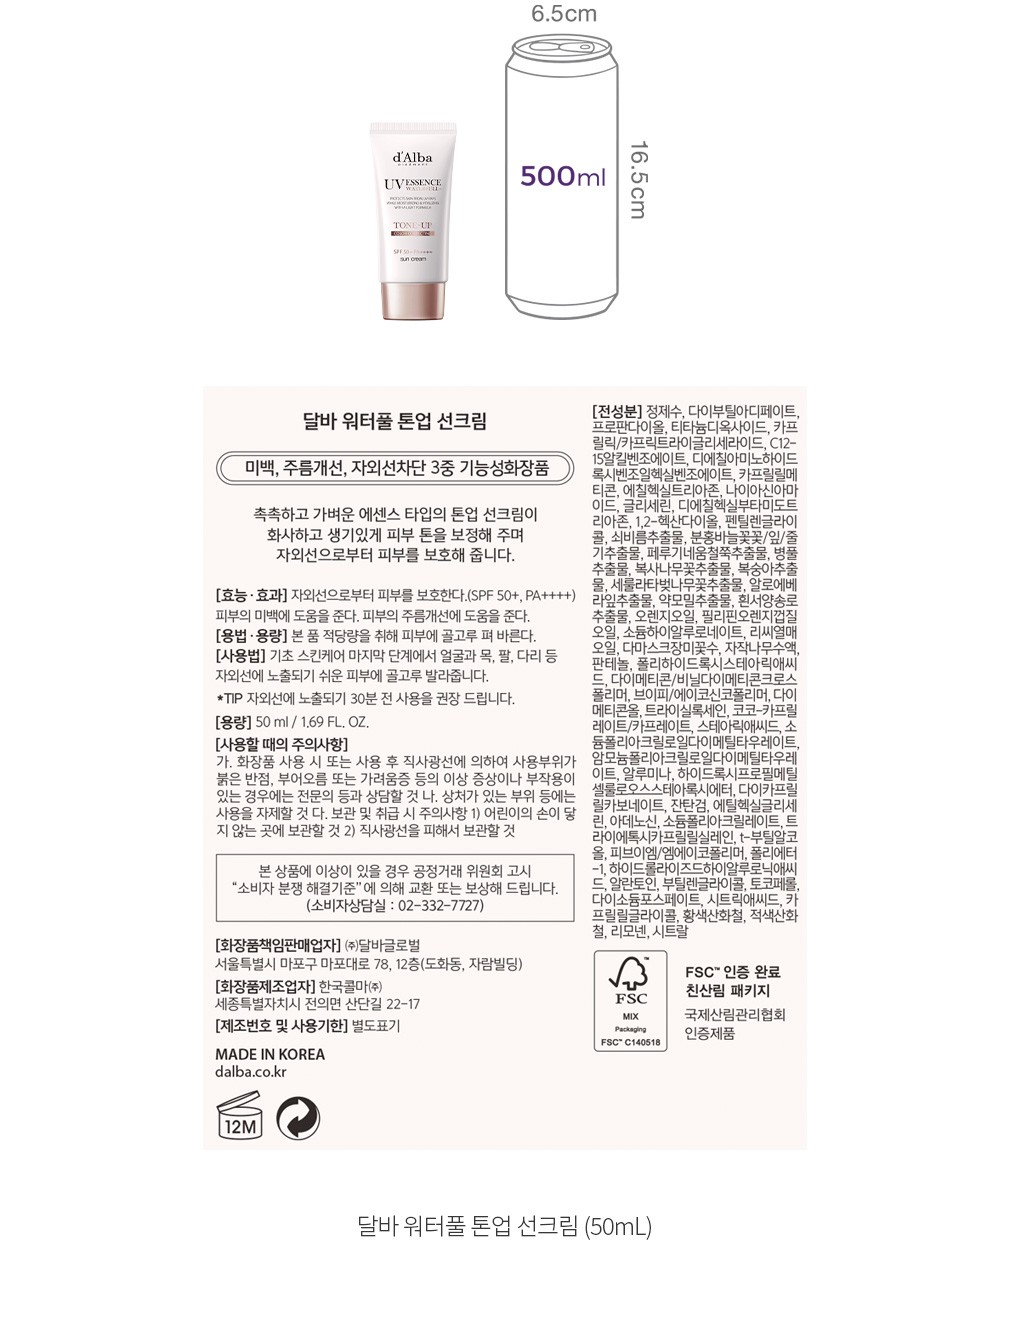 6.5cm
500ml
16.5cm
d'Alba
UV ESSENCE
WATERFULL
TONE-UP
SPF 50+ PA++++
sun cream
달바 워터풀 톤업 선크림
미백, 주름개선, 자외선차단 3중 기능성화장품
촉촉하고 가벼운 에센스 타입의 톤업 선크림이
화사하고 생기있게 피부 톤을 보정해 주며
자외선으로부터 피부를 보호해 줍니다.
[효능·효과] 자외선으로부터 피부를 보호한다.(SPF 50+, PA++++)
피부의 미백에 도움을 준다. 피부의 주름개선에 도움을 준다.
[용법·용량] 본 품 적당량을 취해 피부에 골고루 펴 바른다.
[사용법] 기초 스킨케어 마지막 단계에서 얼굴과 목, 팔, 다리 등
자외선에 노출되기 쉬운 피부에 골고루 발라줍니다.
*TIP 자외선에 노출되기 30분 전 사용을 권장 드립니다.
[용량] 50 ml / 1.69 FL. OZ.
[사용할 때의 주의사항]
가. 화장품 사용 시 또는 사용 후 직사광선에 의하여 사용부위가
붉은 반점, 부어오름 또는 가려움증 등의 이상 증상이나 부작용이
있는 경우에는 전문의 등과 상담할 것 나. 상처가 있는 부위 등에는
사용을 자제할 것 다. 보관 및 취급 시 주의사항 1) 어린이의 손이 닿
지 않는 곳에 보관할 것 2) 직사광선을 피해서 보관할 것
본 상품에 이상이 있을 경우 공정거래 위원회 고시
“소비자 분쟁 해결기준”에 의해 교환 또는 보상해 드립니다.
(소비자상담실 : 02-332-7727)
[화장품책임판매업자] ㈜달바글로벌
서울특별시 마포구 마포대로 78, 12층(도화동, 자람빌딩)
[화장품제조업자] 한국콜마㈜
세종특별자치시 전의면 산단길 22-17
[제조번호 및 사용기한] 별도표기
MADE IN KOREA
dalba.co.kr
12M
[전성분] 정제수, 다이부틸아디페이트,
프로판다이올, 티타늄디옥사이드, 카프
릴릭/카프릭트라이글리세라이드, C12-
15알킬벤조에이트, 디에칠아미노하이드
록시벤조일헥실벤조에이트, 카프릴릴메
티콘, 에칠헥실트리아존, 나이아신아마
이드, 글리세린, 디에칠헥실부타미도트
리아존, 1,2-헥산다이올, 펜틸렌글라이
콜, 쇠비름추출물, 분홍바늘꽃꽃/잎/줄
기추출물, 페루기네움철쭉추출물, 병풀
추출물, 복사나무꽃추출물, 복숭아추출
물, 세룰라타벚나무꽃추출물, 알로에베
라잎추출물, 약모밀추출물, 흰서양송로
추출물, 오렌지오일, 필리핀오렌지껍질
오일, 소듐하이알루로네이트, 리씨열매
오일, 다마스크장미꽃수, 자작나무수액,
판테놀, 폴리하이드록시스테아릭애씨
드, 다이메티콘/비닐다이메티콘크로스
폴리머, 브이피/에이코신코폴리머, 다이
메티콘올, 트라이실록세인, 코코-카프릴
레이트/카프레이트, 스테아릭애씨드, 소
듐폴리아크릴로일다이메틸타우레이트,
암모늄폴리아크릴로일다이메틸타우레
이트, 알루미나, 하이드록시프로필메틸
셀룰로오스스테아록시에터, 다이카프릴
릴카보네이트, 잔탄검, 에틸헥실글리세
린, 아데노신, 소듐폴리아크릴레이트, 트
라이에톡시카프릴릴실레인, t-부틸알코
올, 피브이엠/엠에이코폴리머, 폴리에터
-1, 하이드롤라이즈드하이알루로닉애씨
드, 알란토인, 부틸렌글라이콜, 토코페롤,
다이소듐포스페이트, 시트릭애씨드, 카
프릴릴글라이콜, 황색산화철, 적색산화
철, 리모넨, 시트랄
FSC
MIX
Packaging
FSC™ C140518
FSC™ 인증 완료
친산림 패키지
국제산림관리협회
인증제품
달바 워터풀 톤업 선크림 (50mL)